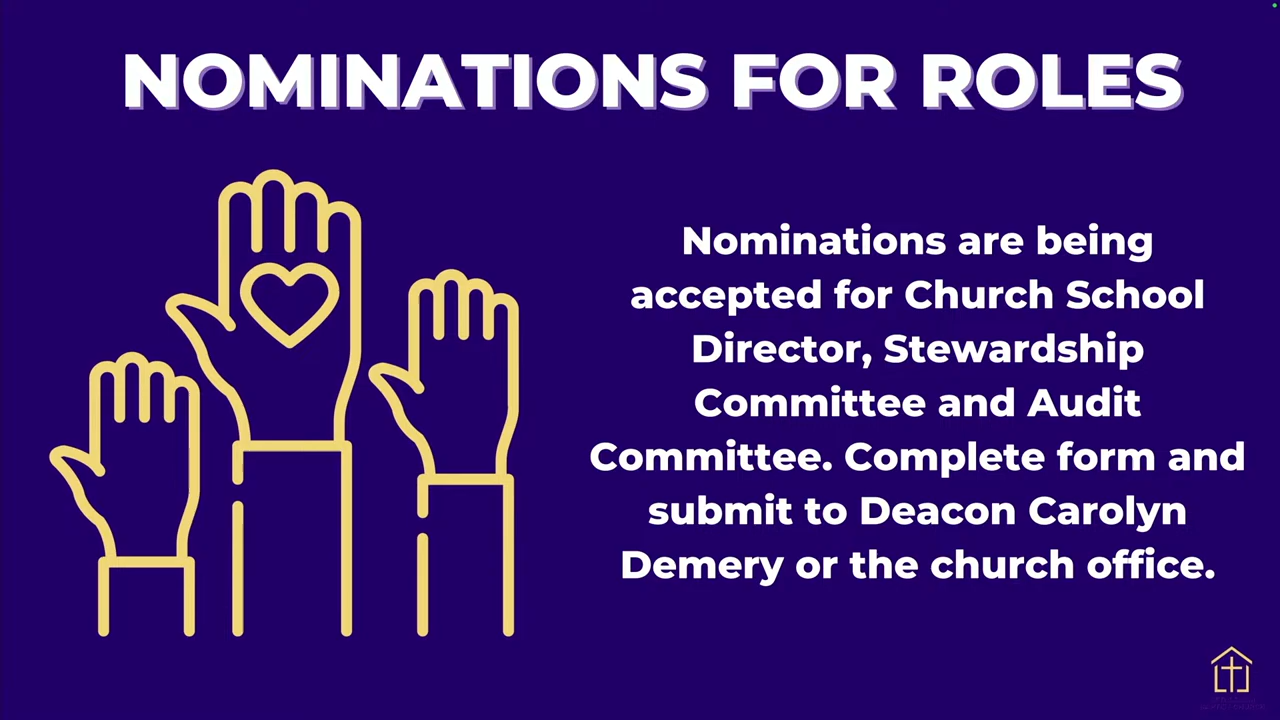 NOMINATIONS FOR ROLES
Nominations are being
accepted for Church School
Director, Stewardship
Committee and Audit
Committee. Complete form and
submit to Deacon Carolyn
Demery or the church office.